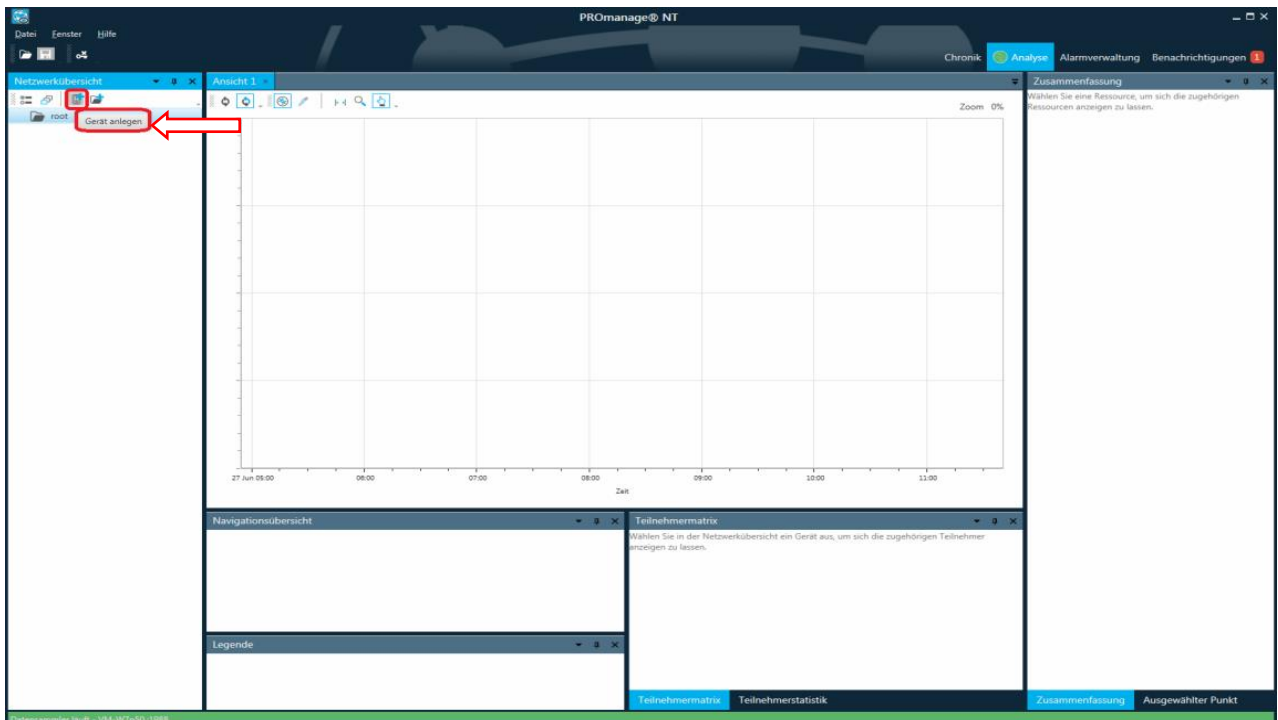 PROmanage® NT
Datei Fenster Hilfe
Chronik Analyse Alarmverwaltung Benachrichtigungen 1
Netzwerkübersicht
root
Gerät anlegen
Ansicht 1
Zoom 0%
27 Jun 05:00 06:00 07:00 08:00 09:00 10:00 11:00
Zeit
Navigationsübersicht
Legende
Teilnehmermatrix
Wählen Sie in der Netzwerkübersicht ein Gerät aus, um sich die zugehörigen Teilnehmer
anzeigen zu lassen.
Teilnehmermatrix Teilnehmerstatistik
Zusammenfassung
Wählen Sie eine Ressource, um sich die zugehörigen
Ressourcen anzeigen zu lassen.
Zusammenfassung Ausgewählter Punkt